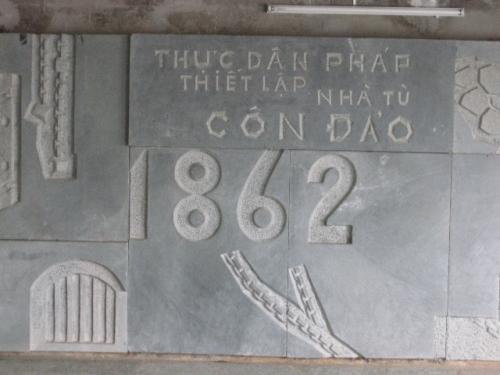 THỰC DÂN PHÁP
THIẾT LẬP
NHÀ TÙ
CÔN ĐẢO
1862